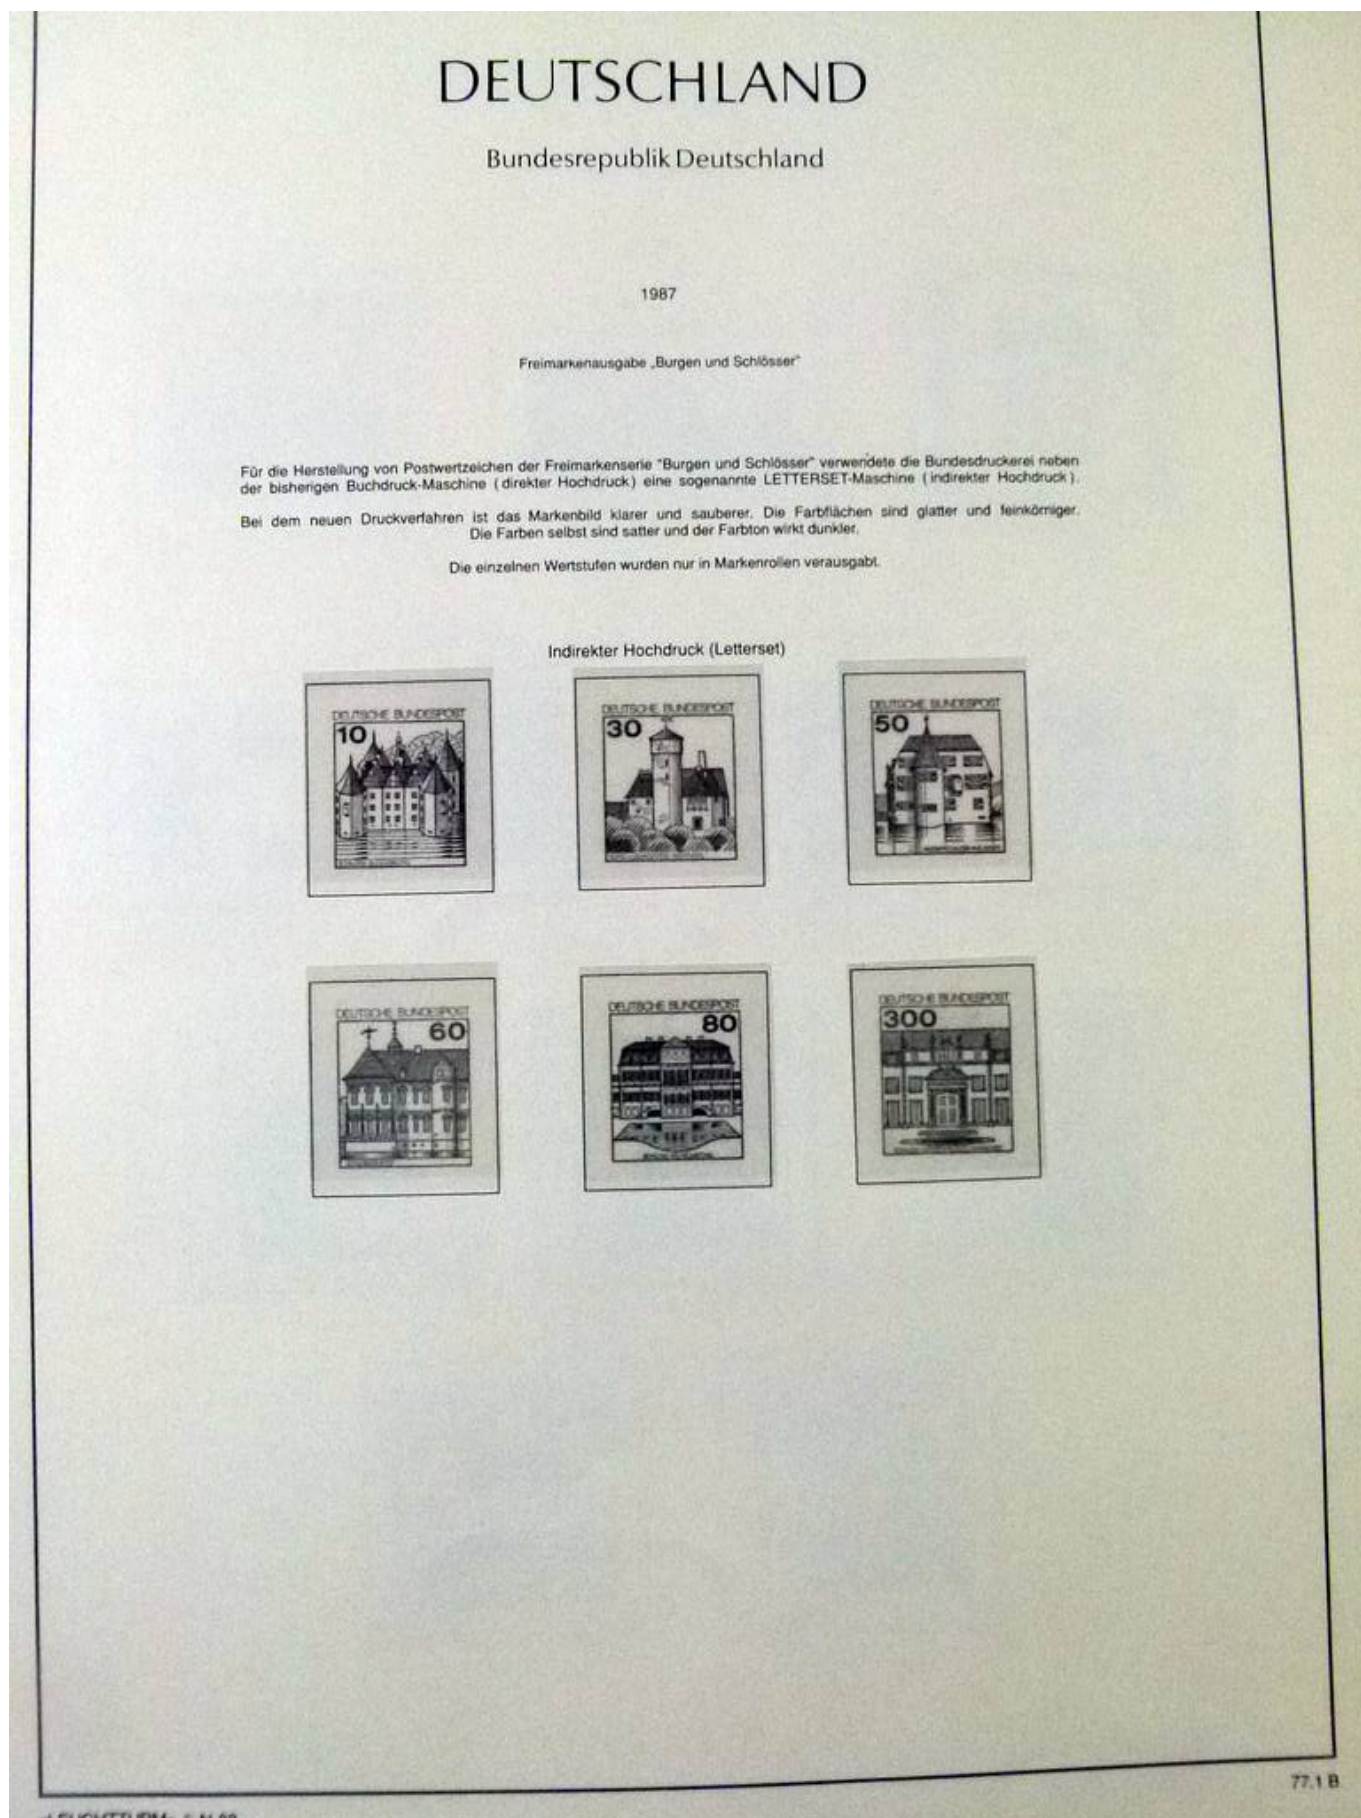 DEUTSCHLAND
Bundesrepublik Deutschland
1987
Freimarkenausgabe „Burgen und Schlösser“
Für die Herstellung von Postwertzeichen der Freimarkenserie "Burgen und Schlösser" verwendete die Bundesdruckerei neben
der bisherigen Buchdruck-Maschine (direkter Hochdruck) eine sogenannte LETTERSET-Maschine (indirekter Hochdruck).
Bei dem neuen Druckverfahren ist das Markenbild klarer und sauberer. Die Farbflächen sind glatter und feinkörniger.
Die Farben selbst sind satter und der Farbton wirkt dunkler.
Die einzelnen Wertstufen wurden nur in Markenrollen verausgabt.
Indirekter Hochdruck (Letterset)
DEUTSCHE BUNDESPOST
10
DEUTSCHE BUNDESPOST
30
DEUTSCHE BUNDESPOST
50
DEUTSCHE BUNDESPOST
60
DEUTSCHE BUNDESPOST
80
DEUTSCHE BUNDESPOST
300
77.1 B